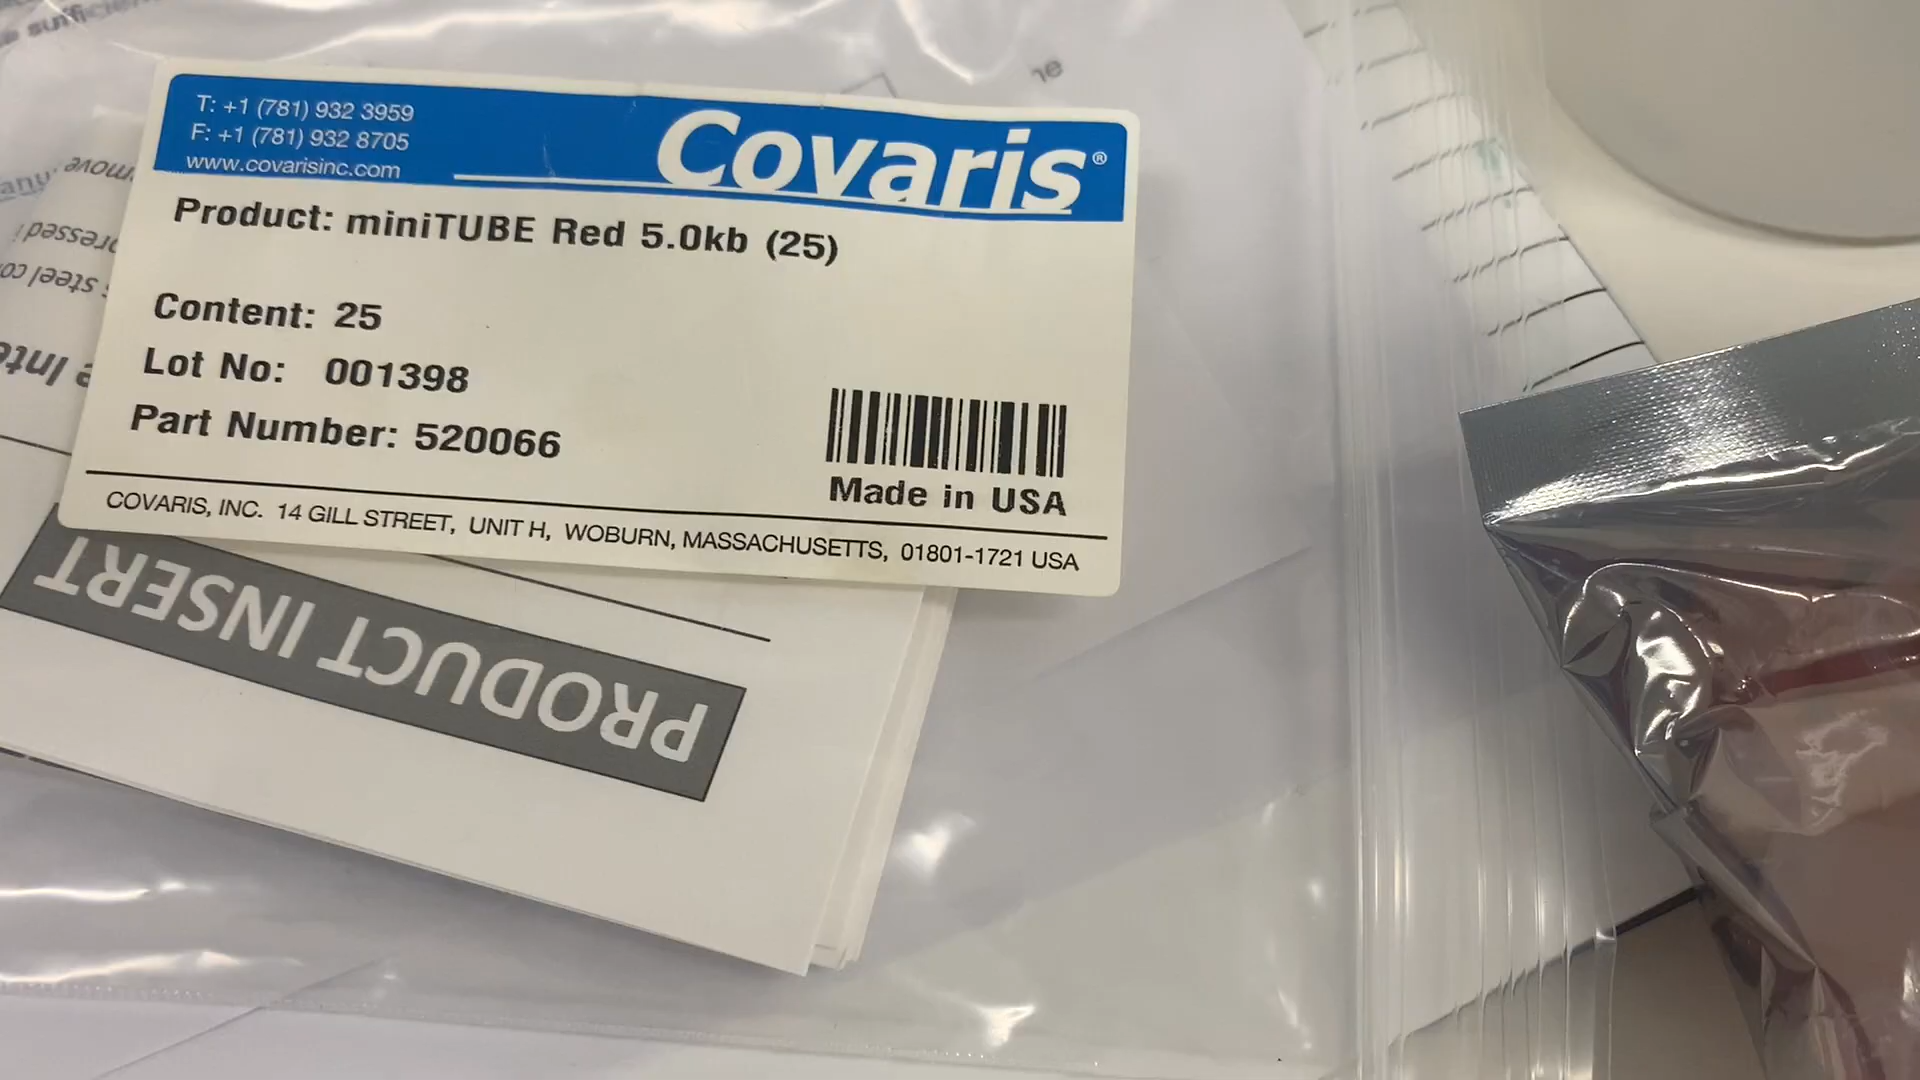 T: +1 (781) 932 3959
F: +1 (781) 932 8705
www.covarisinc.com
Covaris®
Product: miniTUBE Red 5.0kb (25)
Content: 25
Lot No: 001398
Part Number: 520066
Made in USA
COVARIS, INC. 14 GILL STREET, UNIT H, WOBURN, MASSACHUSETTS, 01801-1721 USA
PRODUCT INSERT